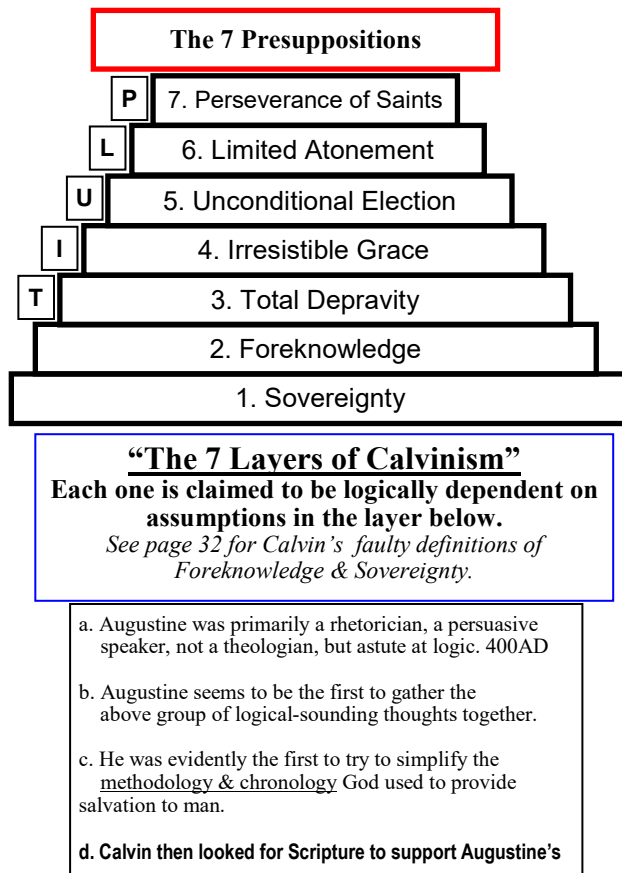 The 7 Presuppositions
P 7. Perseverance of Saints
L 6. Limited Atonement
U 5. Unconditional Election
I 4. Irresistible Grace
T 3. Total Depravity
2. Foreknowledge
1. Sovereignty
“The 7 Layers of Calvinism”
Each one is claimed to be logically dependent on
assumptions in the layer below.
See page 32 for Calvin’s faulty definitions of
Foreknowledge & Sovereignty.
a. Augustine was primarily a rhetorician, a persuasive
speaker, not a theologian, but astute at logic. 400AD
b. Augustine seems to be the first to gather the
above group of logical-sounding thoughts together.
c. He was evidently the first to try to simplify the
methodology & chronology God used to provide
salvation to man.
d. Calvin then looked for Scripture to support Augustine’s